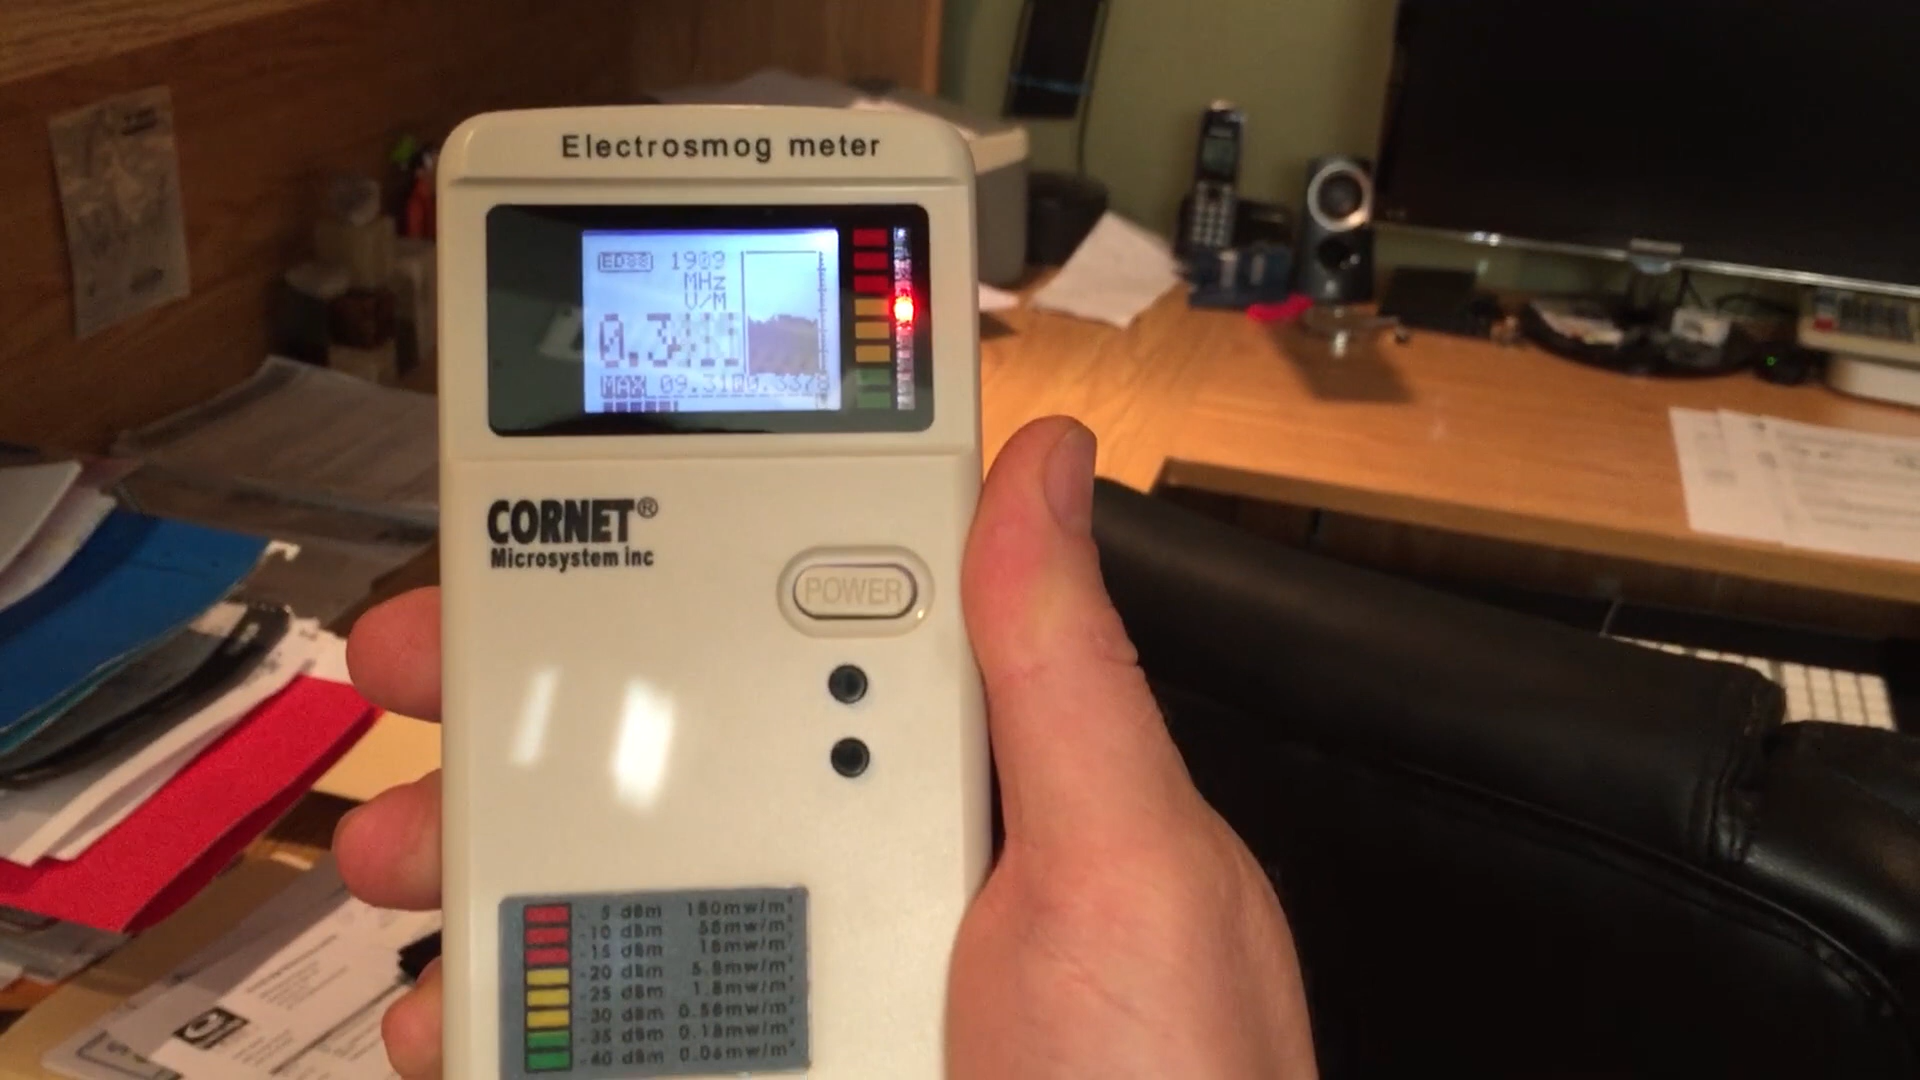 Electrosmog meter
ED88 1909
MHz
V/M
MAX
CORNET®
Microsystem inc
POWER
- 5 dBm 180mw/m²
-10 dBm 58mw/m²
-15 dBm 18mw/m²
-20 dBm 5.8mw/m²
-25 dBm 1.8mw/m²
-30 dBm 0.58mw/m²
-35 dBm 0.18mw/m²
-40 dBm 0.06mw/m²